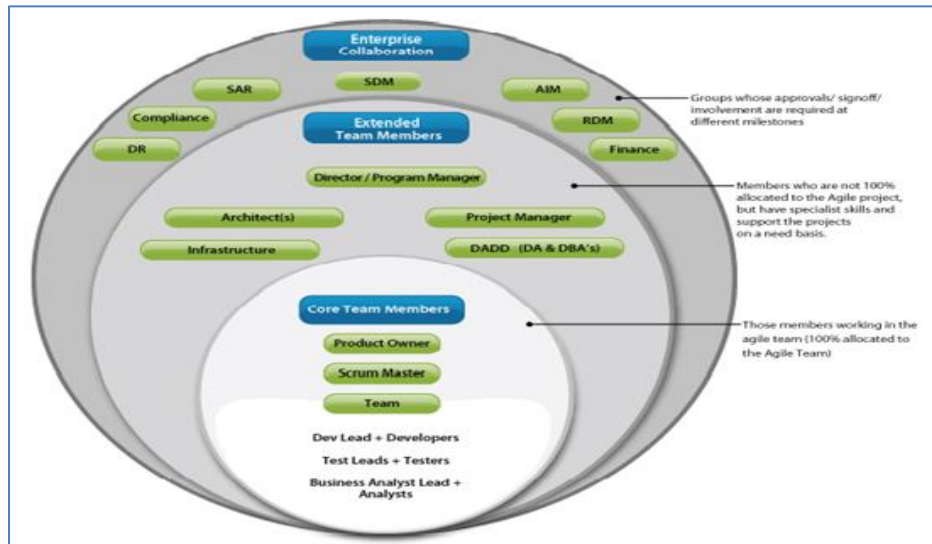 Enterprise
Collaboration
SDM
SAR
AIM
Compliance
RDM
DR
Finance
Groups whose approvals/ signoff/
involvement are required at
different milestones
Extended
Team Members
Director / Program Manager
Architect(s)
Project Manager
Infrastructure
DADD (DA & DBA's)
Members who are not 100%
allocated to the Agile project,
but have specialist skills and
support the projects
on a need basis.
Core Team Members
Product Owner
Scrum Master
Team
Dev Lead + Developers
Test Leads + Testers
Business Analyst Lead +
Analysts
Those members working in the
agile team (100% allocated to
the Agile Team)